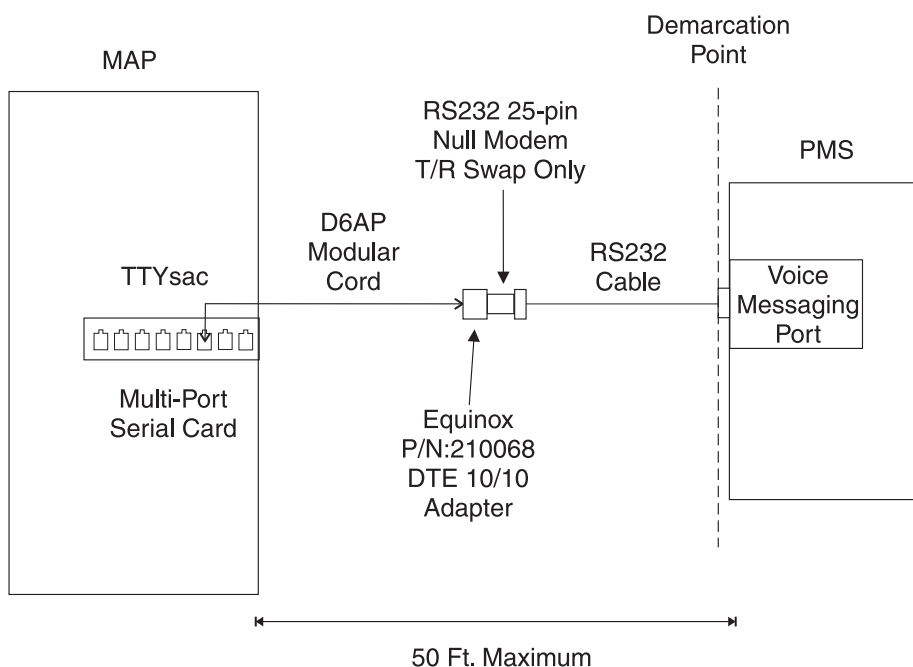 Demarcation
Point
MAP
RS232 25-pin
Null Modem
T/R Swap Only
PMS
D6AP
Modular
Cord
TTYsac
RS232
Cable
Voice
Messaging
Port
Multi-Port
Serial Card
Equinox
P/N:210068
DTE 10/10
Adapter
50 Ft. Maximum